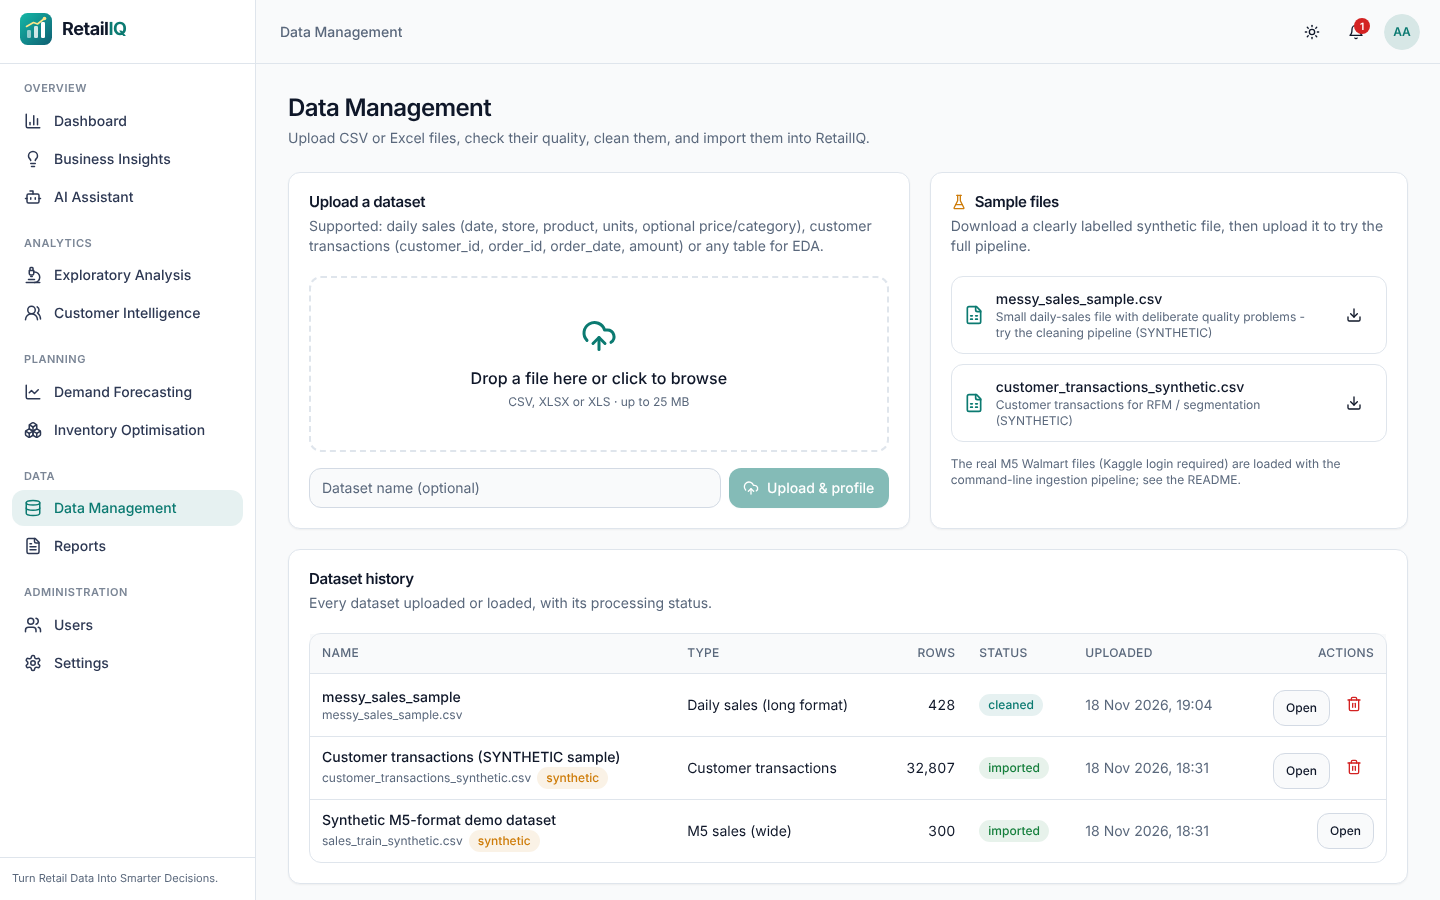 RetailIQ
Data Management
1
AA
OVERVIEW
Dashboard
Business Insights
AI Assistant
ANALYTICS
Exploratory Analysis
Customer Intelligence
PLANNING
Demand Forecasting
Inventory Optimisation
DATA
Data Management
Reports
ADMINISTRATION
Users
Settings
Turn Retail Data Into Smarter Decisions.
Data Management
Upload CSV or Excel files, check their quality, clean them, and import them into RetailIQ.
Upload a dataset
Supported: daily sales (date, store, product, units, optional price/category), customer
transactions (customer_id, order_id, order_date, amount) or any table for EDA.
Drop a file here or click to browse
CSV, XLSX or XLS · up to 25 MB
Dataset name (optional)
Upload & profile
Sample files
Download a clearly labelled synthetic file, then upload it to try the
full pipeline.
messy_sales_sample.csv
Small daily-sales file with deliberate quality problems -
try the cleaning pipeline (SYNTHETIC)
customer_transactions_synthetic.csv
Customer transactions for RFM / segmentation
(SYNTHETIC)
The real M5 Walmart files (Kaggle login required) are loaded with the
command-line ingestion pipeline; see the README.
Dataset history
Every dataset uploaded or loaded, with its processing status.
NAME TYPE ROWS STATUS UPLOADED ACTIONS
messy_sales_sample
messy_sales_sample.csv
Daily sales (long format) 428 cleaned 18 Nov 2026, 19:04 Open
Customer transactions (SYNTHETIC sample)
customer_transactions_synthetic.csv synthetic
Customer transactions 32,807 imported 18 Nov 2026, 18:31 Open
Synthetic M5-format demo dataset
sales_train_synthetic.csv synthetic
M5 sales (wide) 300 imported 18 Nov 2026, 18:31 Open